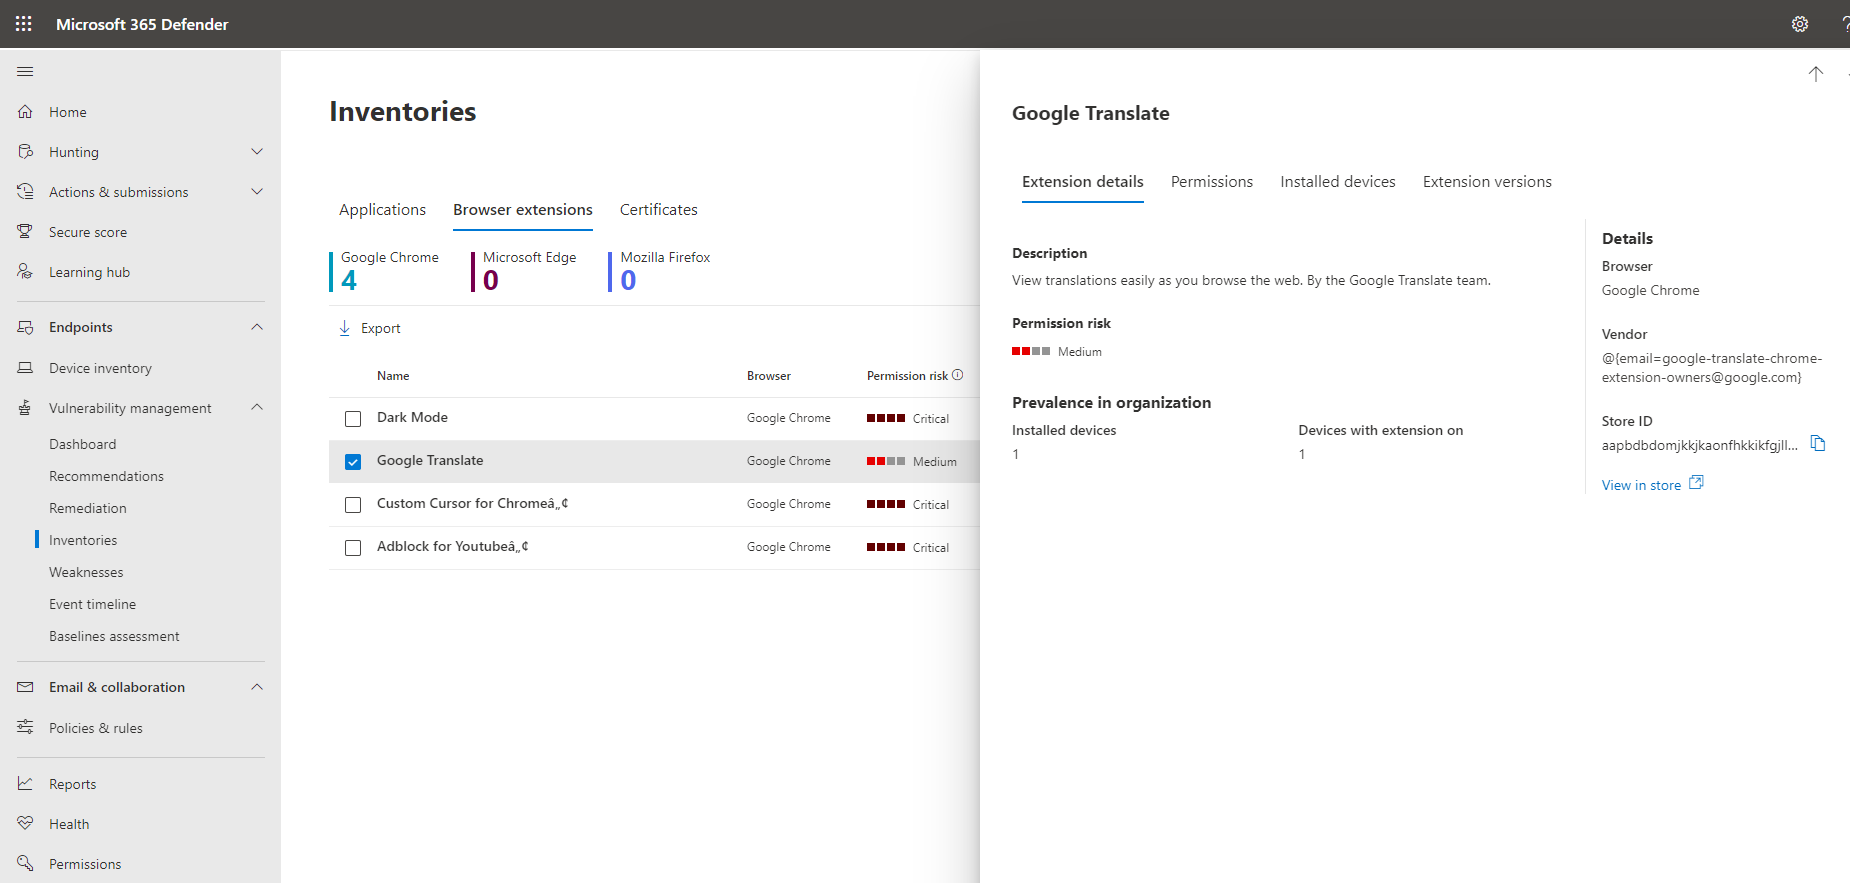 Microsoft 365 Defender
Home
Hunting
Actions & submissions
Secure score
Learning hub
Endpoints
Device inventory
Vulnerability management
Dashboard
Recommendations
Remediation
Inventories
Weaknesses
Event timeline
Baselines assessment
Email & collaboration
Policies & rules
Reports
Health
Permissions
Inventories
Applications Browser extensions Certificates
Google Chrome Microsoft Edge Mozilla Firefox
4 0 0
Export
Name Browser Permission risk
Dark Mode Google Chrome Critical
Google Translate Google Chrome Medium
Custom Cursor for Chromeâ„¢ Google Chrome Critical
Adblock for Youtubeâ„¢ Google Chrome Critical
Google Translate
Extension details Permissions Installed devices Extension versions
Description
View translations easily as you browse the web. By the Google Translate team.
Permission risk
Medium
Prevalence in organization
Installed devices Devices with extension on
1 1
Details
Browser
Google Chrome
Vendor
@{email=google-translate-chrome-
extension-owners@google.com}
Store ID
aapbdbdomjkkjkaonfhkkikfgjll...
View in store